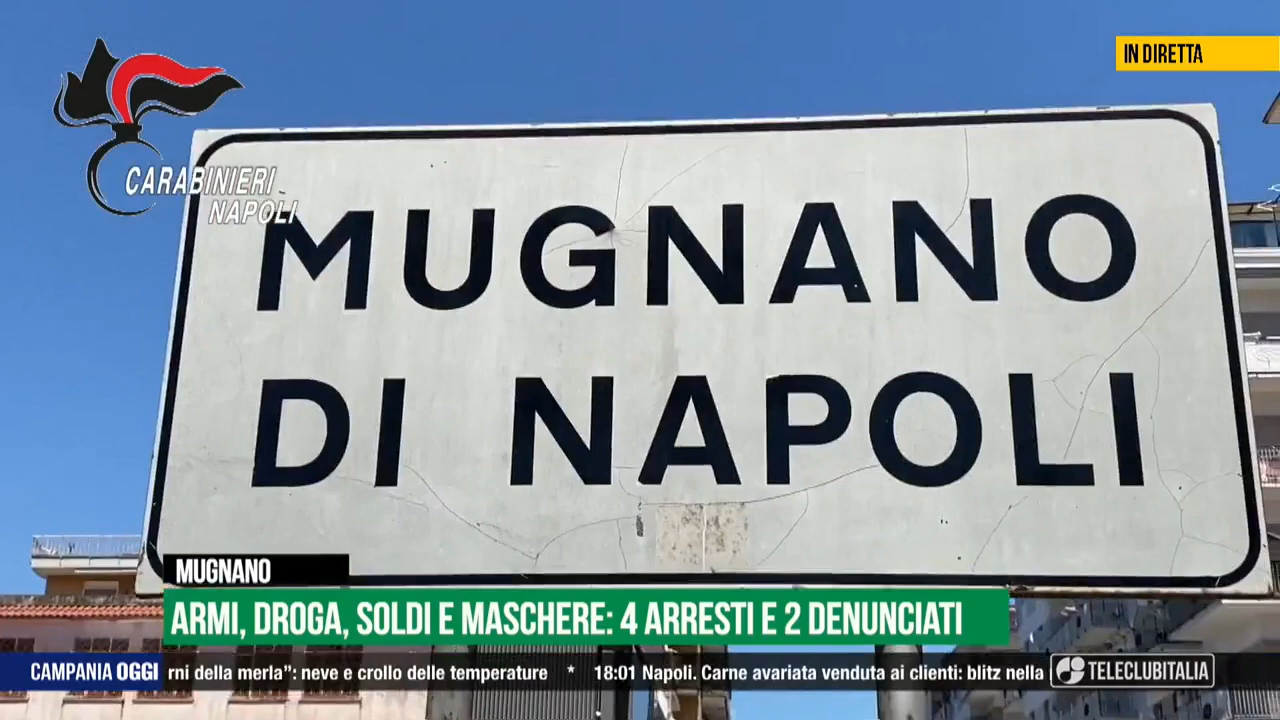 IN DIRETTA
CARABINIERI
NAPOLI
MUGNANO
DI NAPOLI
MUGNANO
ARMI, DROGA, SOLDI E MASCHERE: 4 ARRESTI E 2 DENUNCIATI
CAMPANIA OGGI rni della merla”: neve e crollo delle temperature * 18:01 Napoli. Carne avariata venduta ai clienti: blitz nella TELECLUBITALIA